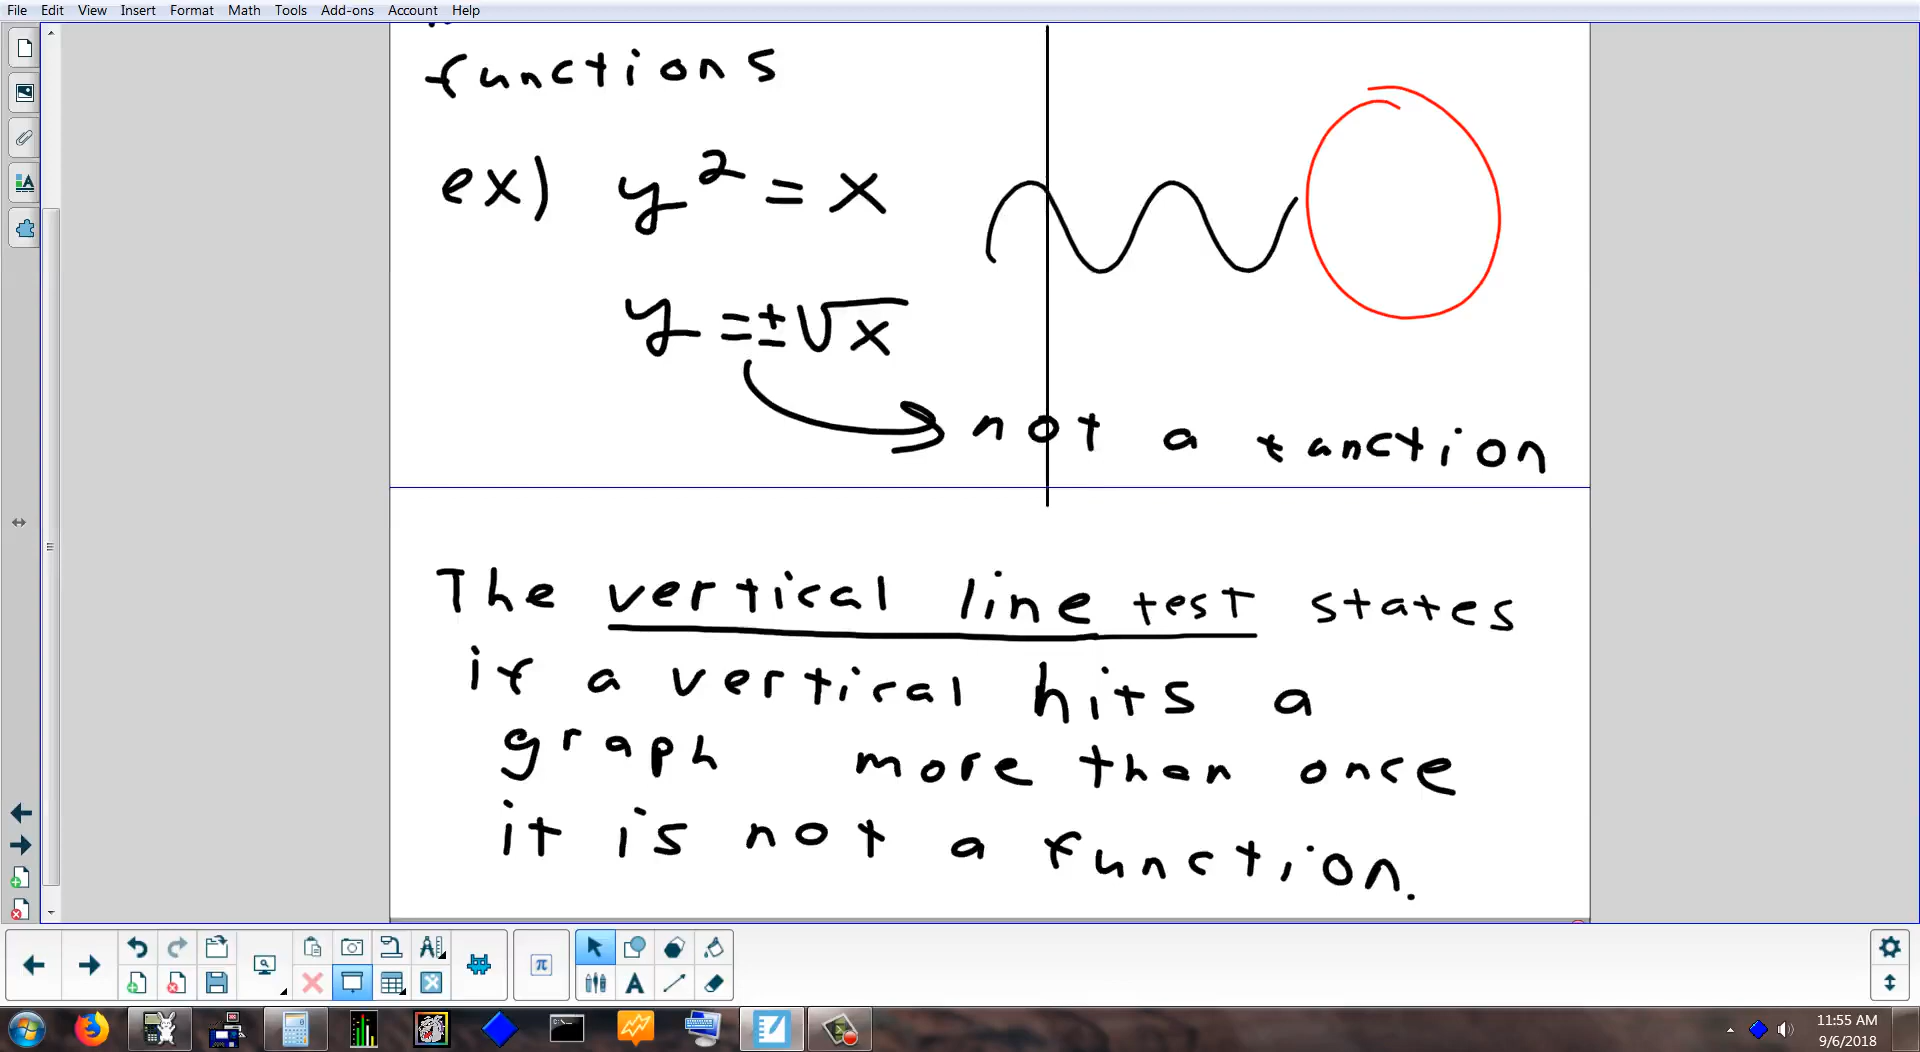 File Edit View Insert Format Math Tools Add-ons Account Help
functions
ex) y² = x
y = ±√x
not a function
The vertical line test states
if a vertical hits a
graph more than once
it is not a function.
π
A
11:55 AM
9/6/2018